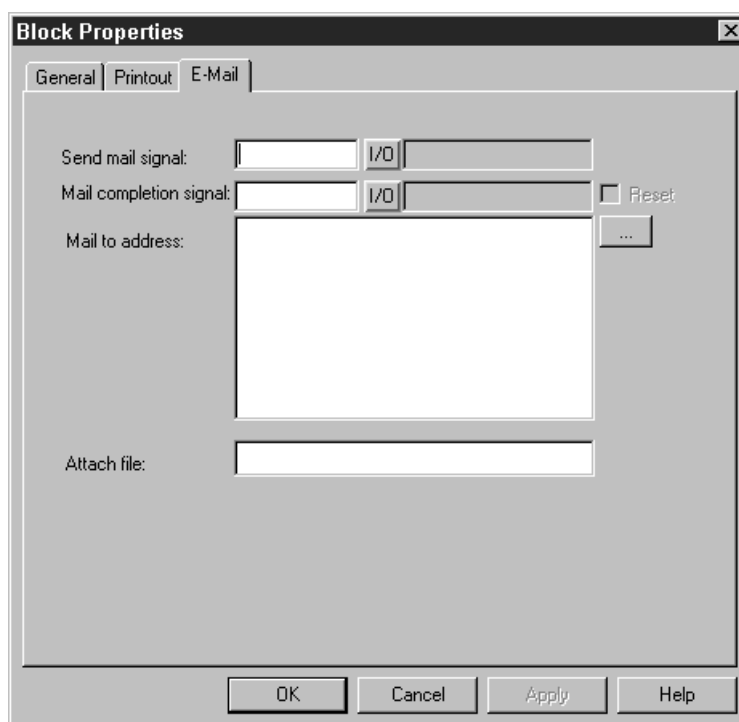 Block Properties
General Printout E-Mail
Send mail signal: I/O
Mail completion signal: I/O Reset
Mail to address: ...
Attach file:
OK Cancel Apply Help